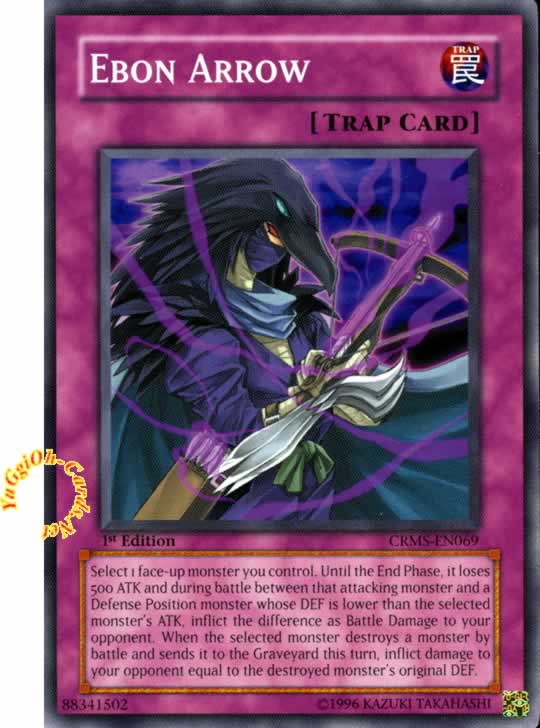 EBON ARROW
TRAP
罠
[TRAP CARD]
YuGgiOh-Cards.Net
1st Edition
CRMS-EN069
Select 1 face-up monster you control. Until the End Phase, it loses
500 ATK and during battle between that attacking monster and a
Defense Position monster whose DEF is lower than the selected
monster's ATK, inflict the difference as Battle Damage to your
opponent. When the selected monster destroys a monster by
battle and sends it to the Graveyard this turn, inflict damage to
your opponent equal to the destroyed monster's original DEF.
88341502
©1996 KAZUKI TAKAHASHI